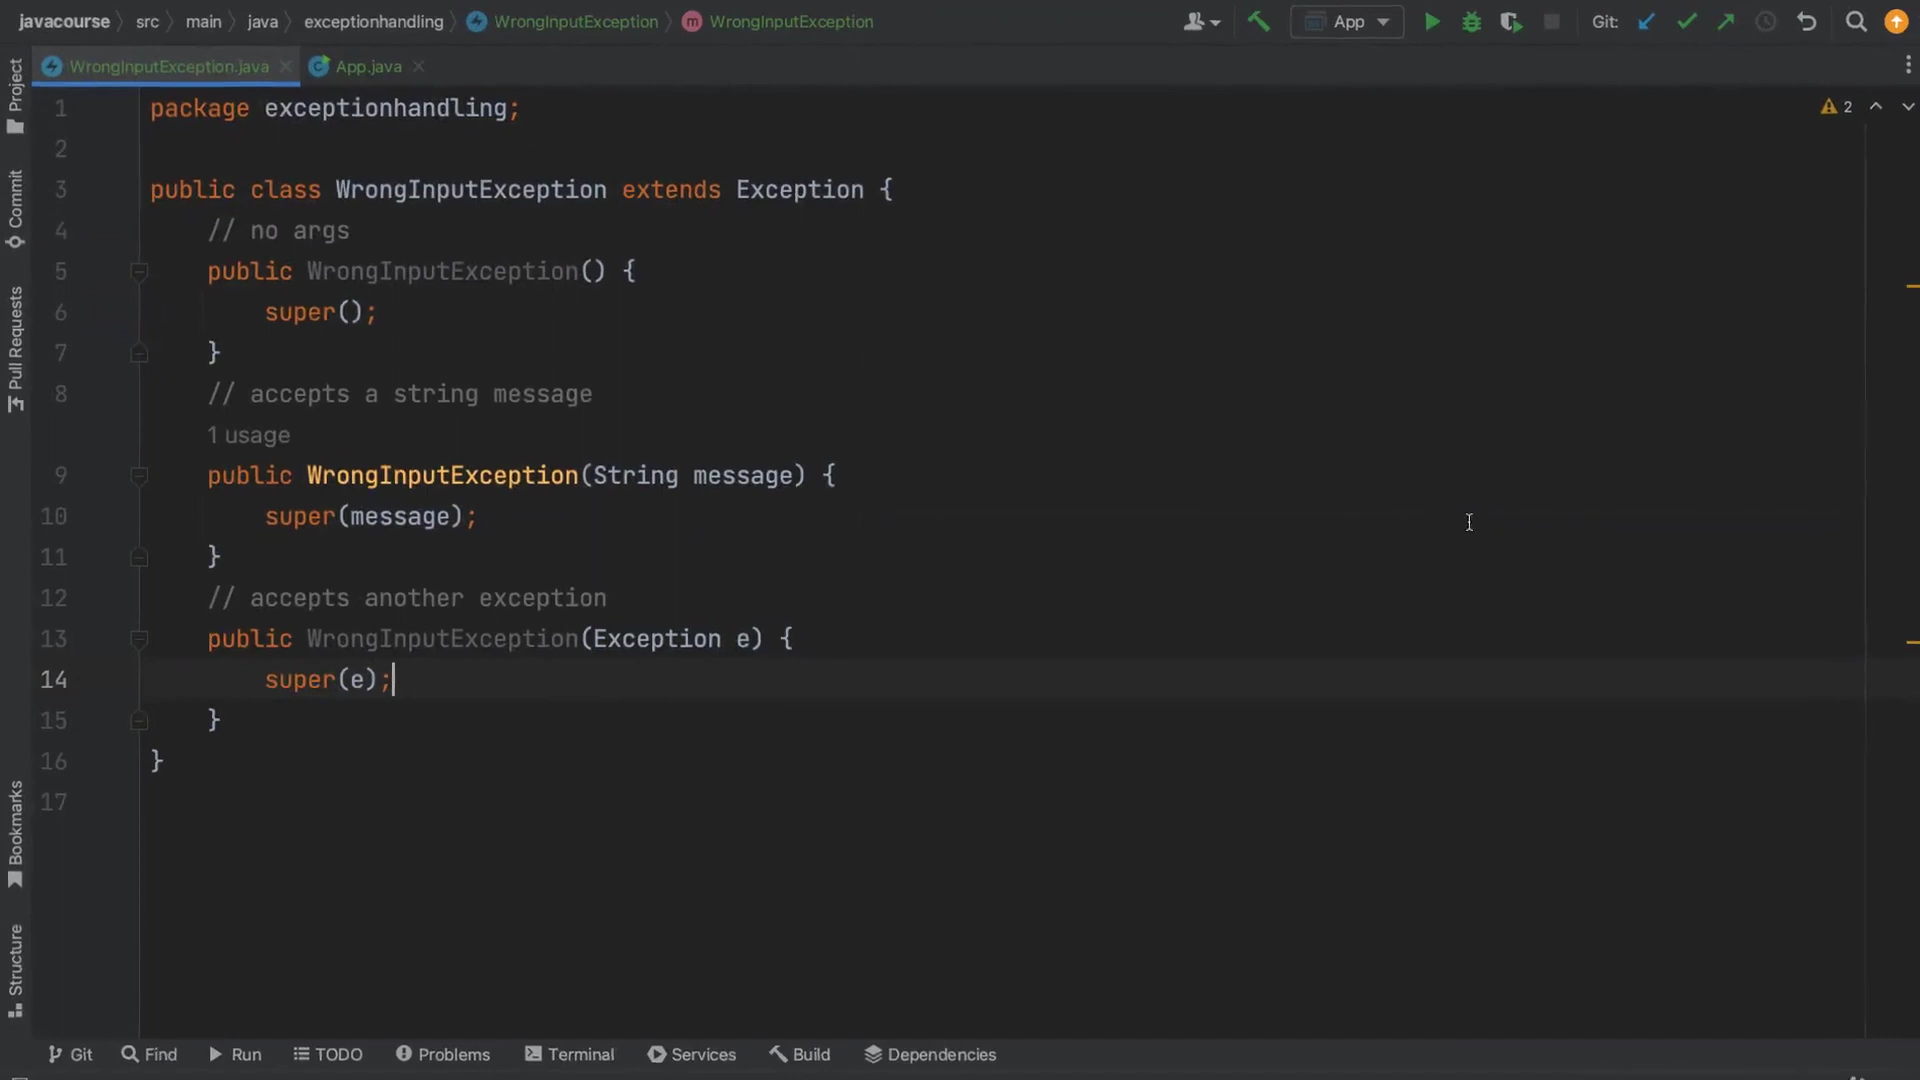 javacourse src main java exceptionhandling WrongInputException m WrongInputException App Git:
WrongInputException.java App.java
Project
Commit
Pull Requests
Bookmarks
Structure
2
1 package exceptionhandling;
2
3 public class WrongInputException extends Exception {
4 // no args
5 public WrongInputException() {
6 super();
7 }
8 // accepts a string message
1 usage
9 public WrongInputException(String message) {
10 super(message);
11 }
12 // accepts another exception
13 public WrongInputException(Exception e) {
14 super(e);
15 }
16 }
17
Git Find Run TODO Problems Terminal Services Build Dependencies